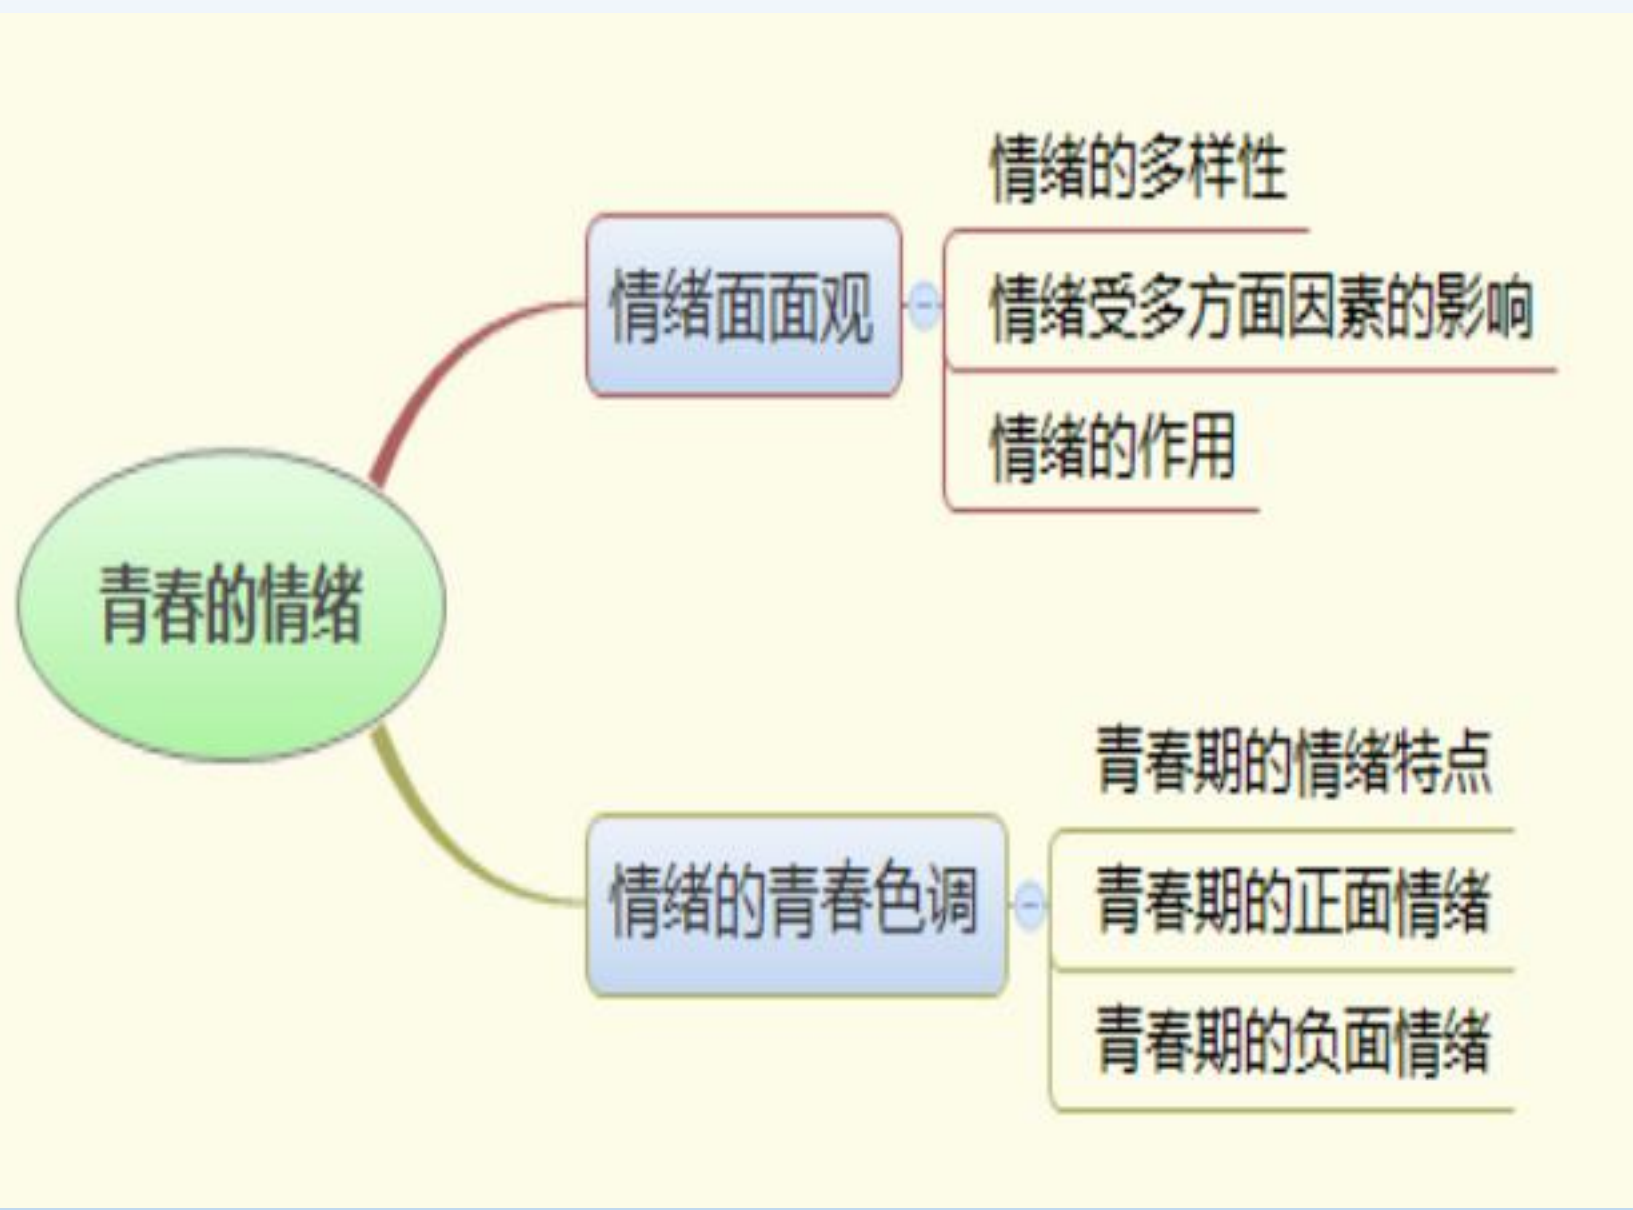 青春的情绪
情绪面面观
情绪的多样性
情绪受多方面因素的影响
情绪的作用
情绪的青春色调
青春期的情绪特点
青春期的正面情绪
青春期的负面情绪